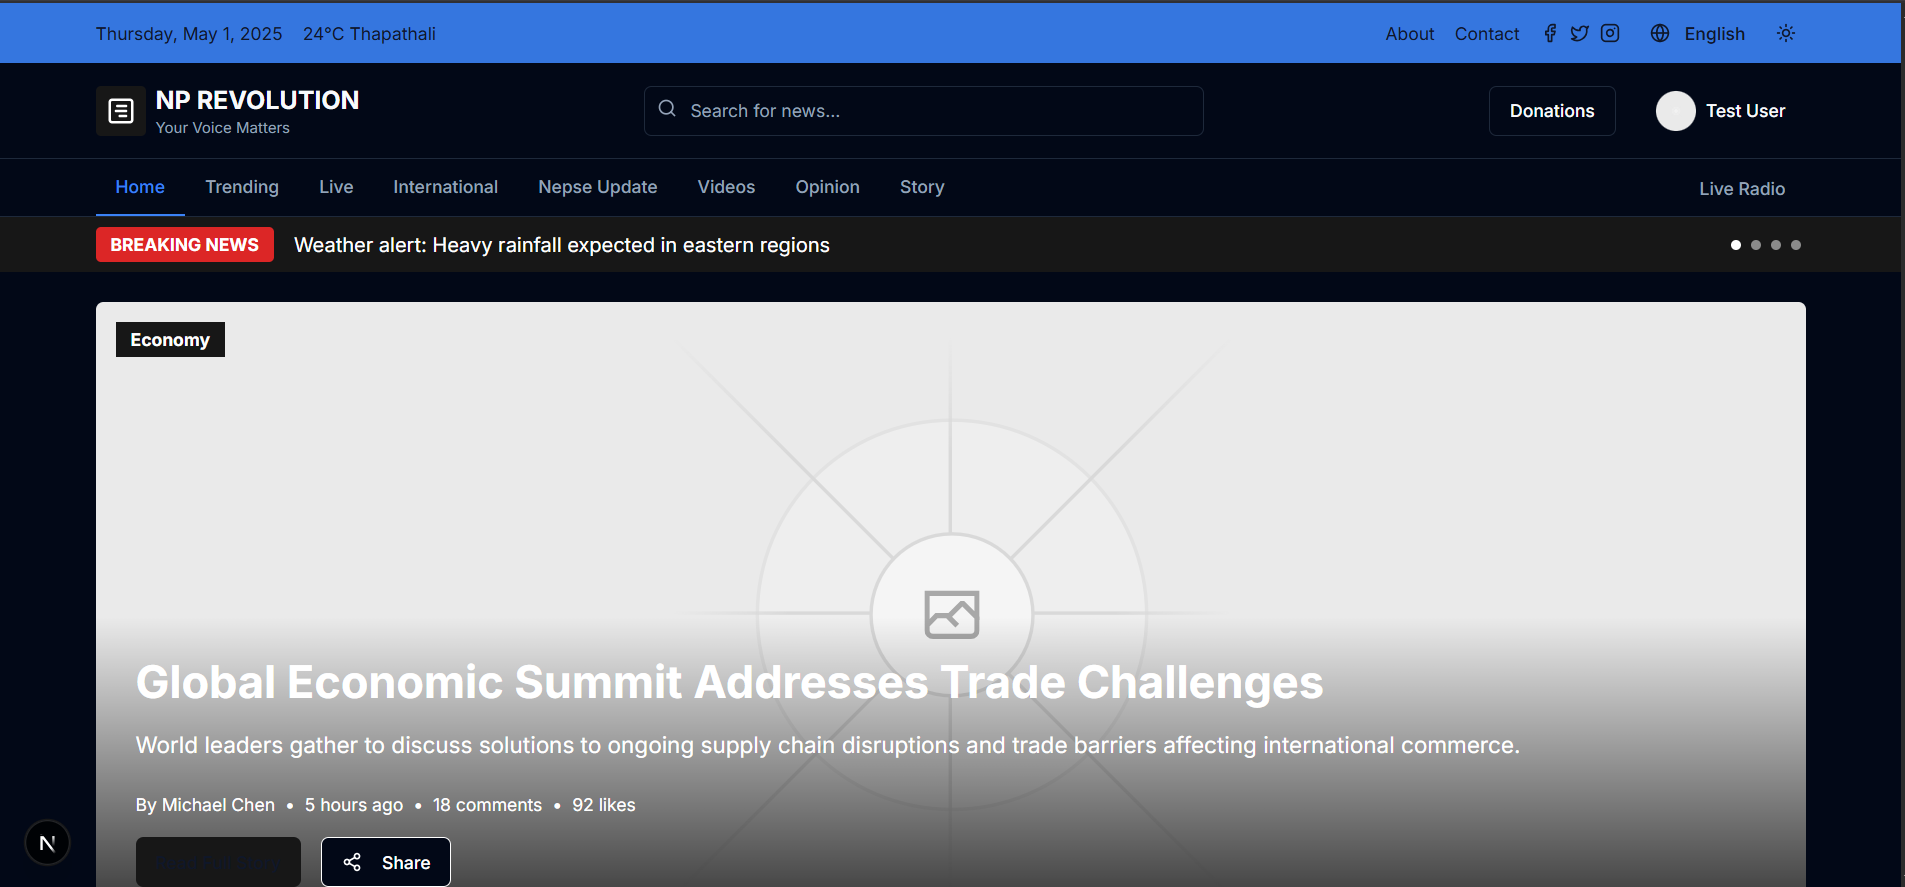 Thursday, May 1, 2025 24°C Thapathali About Contact English
NP REVOLUTION
Your Voice Matters
Search for news...
Donations
Test User
Home Trending Live International Nepse Update Videos Opinion Story Live Radio
BREAKING NEWS Weather alert: Heavy rainfall expected in eastern regions
Economy
Global Economic Summit Addresses Trade Challenges
World leaders gather to discuss solutions to ongoing supply chain disruptions and trade barriers affecting international commerce.
By Michael Chen • 5 hours ago • 18 comments • 92 likes
Share
N